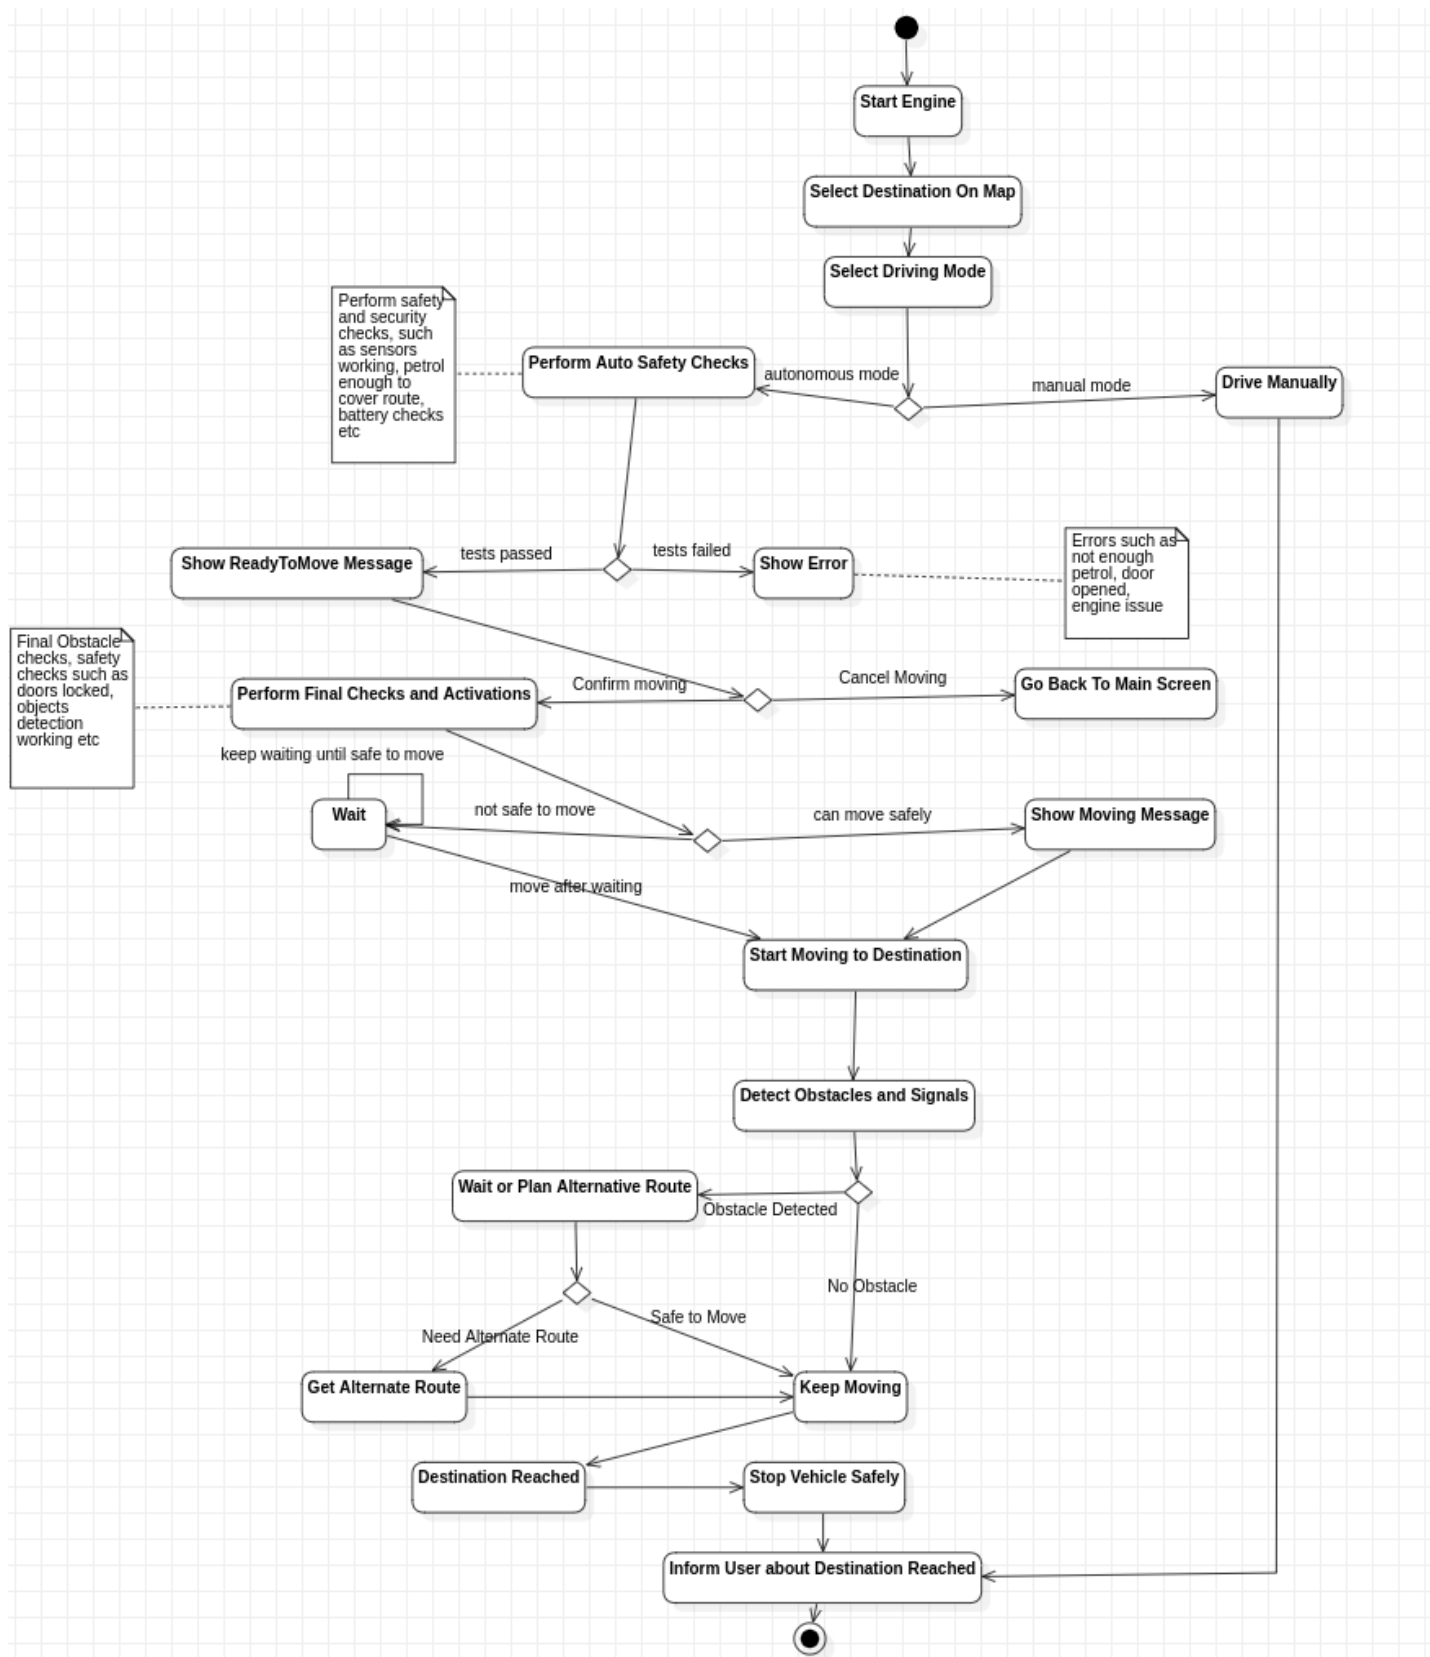 Start Engine
Select Destination On Map
Select Driving Mode
Perform safety
and security
checks, such
as sensors
working, petrol
enough to
cover route,
battery checks
etc
Perform Auto Safety Checks
autonomous mode
manual mode
Drive Manually
Show ReadyToMove Message
tests passed
tests failed
Show Error
Errors such as
not enough
petrol, door
opened,
engine issue
Final Obstacle
checks, safety
checks such as
doors locked,
objects
detection
working etc
Perform Final Checks and Activations
Confirm moving
Cancel Moving
Go Back To Main Screen
keep waiting until safe to move
Wait
not safe to move
can move safely
Show Moving Message
move after waiting
Start Moving to Destination
Detect Obstacles and Signals
Wait or Plan Alternative Route
Obstacle Detected
No Obstacle
Safe to Move
Need Alternate Route
Get Alternate Route
Keep Moving
Destination Reached
Stop Vehicle Safely
Inform User about Destination Reached